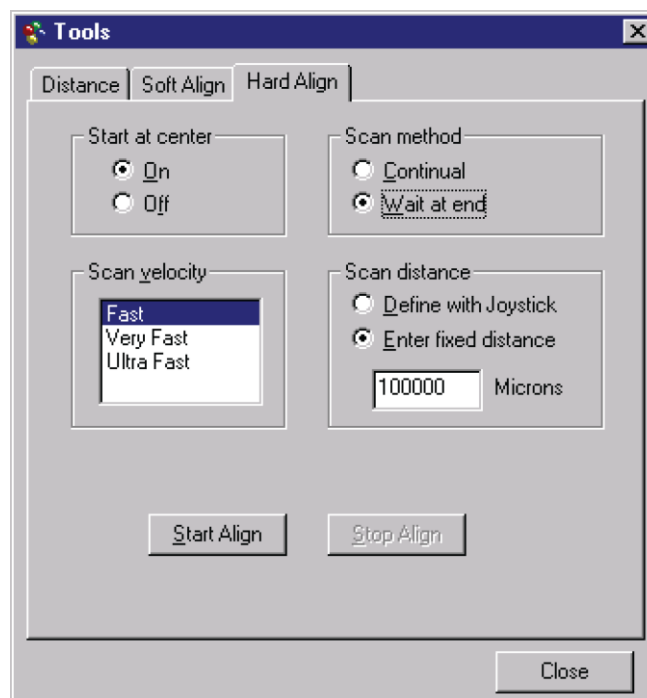 Tools
Distance Soft Align Hard Align
Start at center
On
Off
Scan method
Continual
Wait at end
Scan velocity
Fast
Very Fast
Ultra Fast
Scan distance
Define with Joystick
Enter fixed distance
100000 Microns
Start Align Stop Align
Close